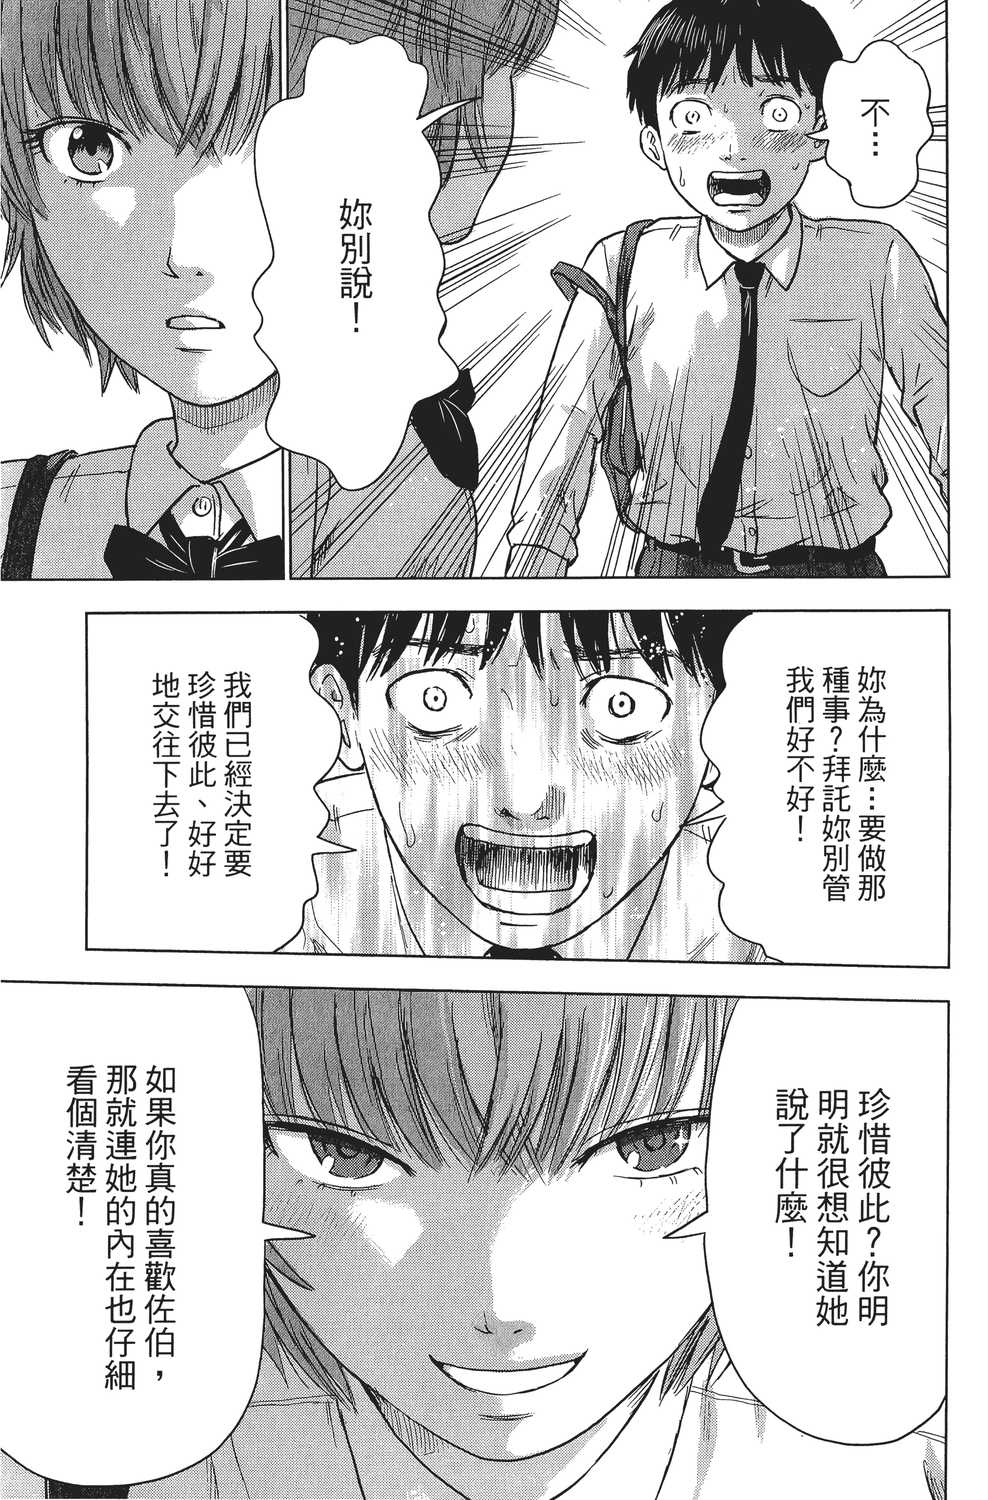 不…
妳別說！
妳為什麼…要做那
種事？拜託妳別管
我們好不好！
我們已經決定要
珍惜彼此、好好
地交往下去了！
珍惜彼此？你明
明就很想知道她
說了什麼！
如果你真的喜歡佐伯，
那就連她的內在也仔細
看個清楚！